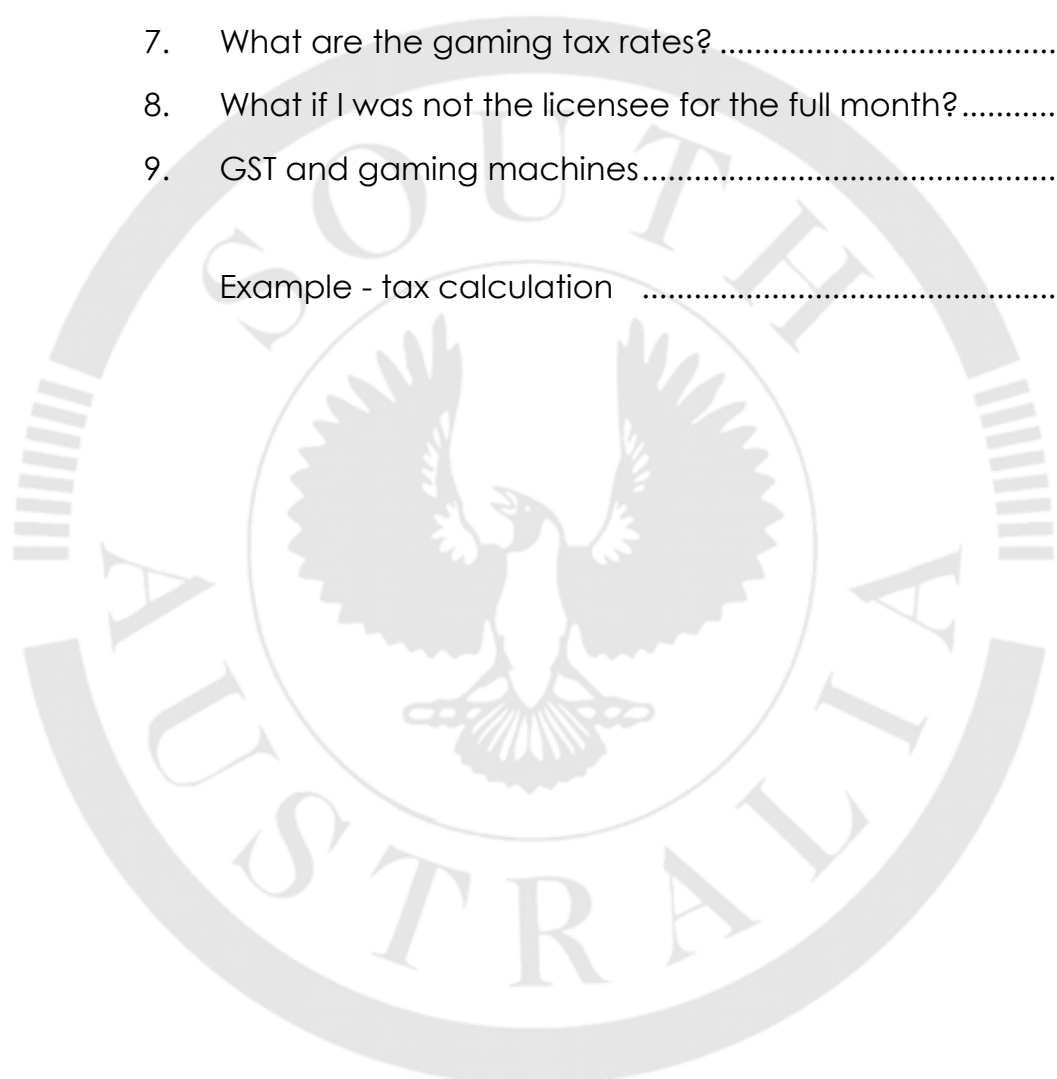 7. What are the gaming tax rates? ........................................
8. What if I was not the licensee for the full month?...........
9. GST and gaming machines.................................................
Example - tax calculation .................................................
SOUTH
AUSTRALIA